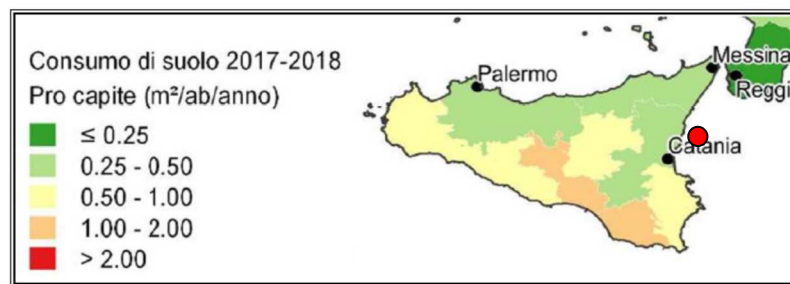 Consumo di suolo 2017-2018
Pro capite (m²/ab/anno)
≤ 0.25
0.25 - 0.50
0.50 - 1.00
1.00 - 2.00
> 2.00
Palermo
Messina
Reggi
Catania